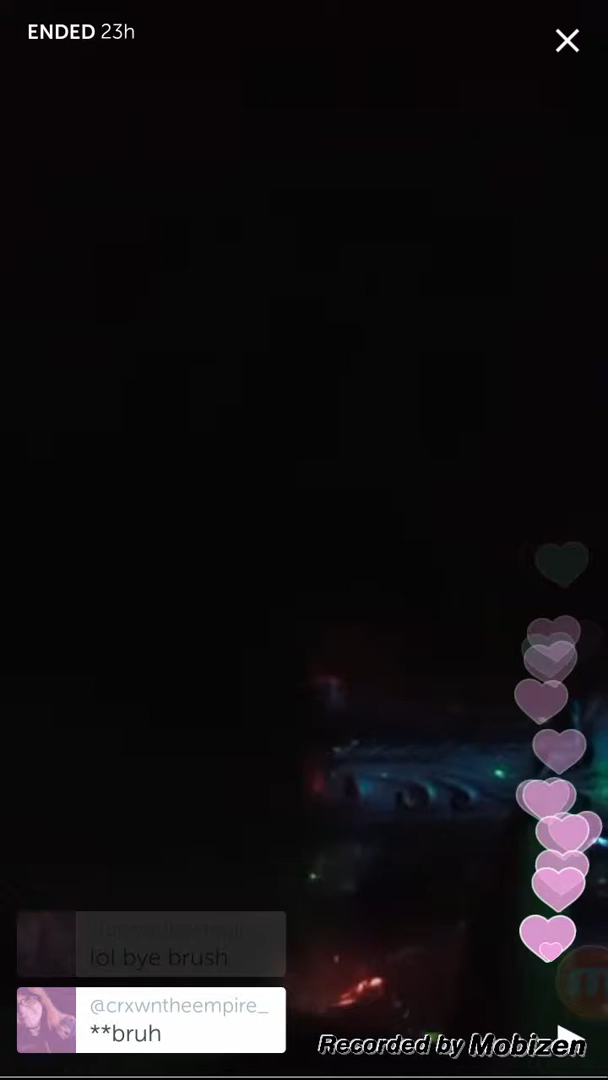 ENDED 23h
lol bye brush
@crxwntheempire_
**bruh
Recorded by Mobizen